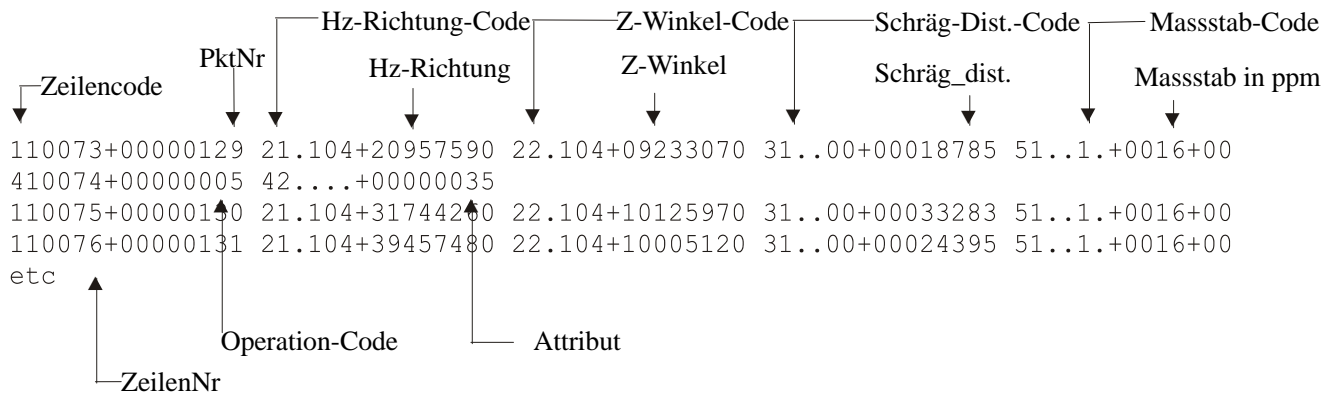 Hz-Richtung-Code Z-Winkel-Code Schräg-Dist.-Code Massstab-Code
PktNr Hz-Richtung Z-Winkel Schräg_dist. Massstab in ppm
Zeilencode
110073+00000129 21.104+20957590 22.104+09233070 31..00+00018785 51..1.+0016+00
410074+00000005 42....+00000035
110075+00000130 21.104+31744260 22.104+10125970 31..00+00033283 51..1.+0016+00
110076+00000131 21.104+39457480 22.104+10005120 31..00+00024395 51..1.+0016+00
etc
Operation-Code Attribut
ZeilenNr